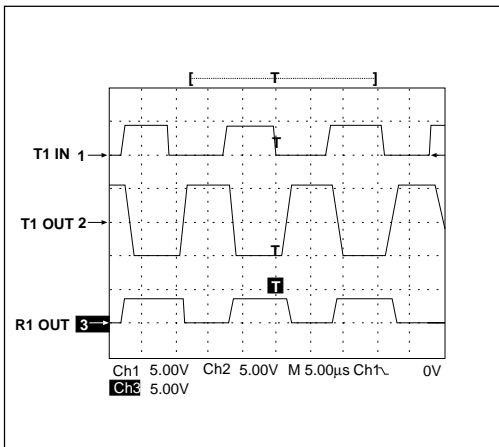 [ T ]
T
T1 IN 1
T1 OUT 2
T
T
R1 OUT 3
Ch1 5.00V Ch2 5.00V M 5.00µs Ch1 0V
Ch3 5.00V